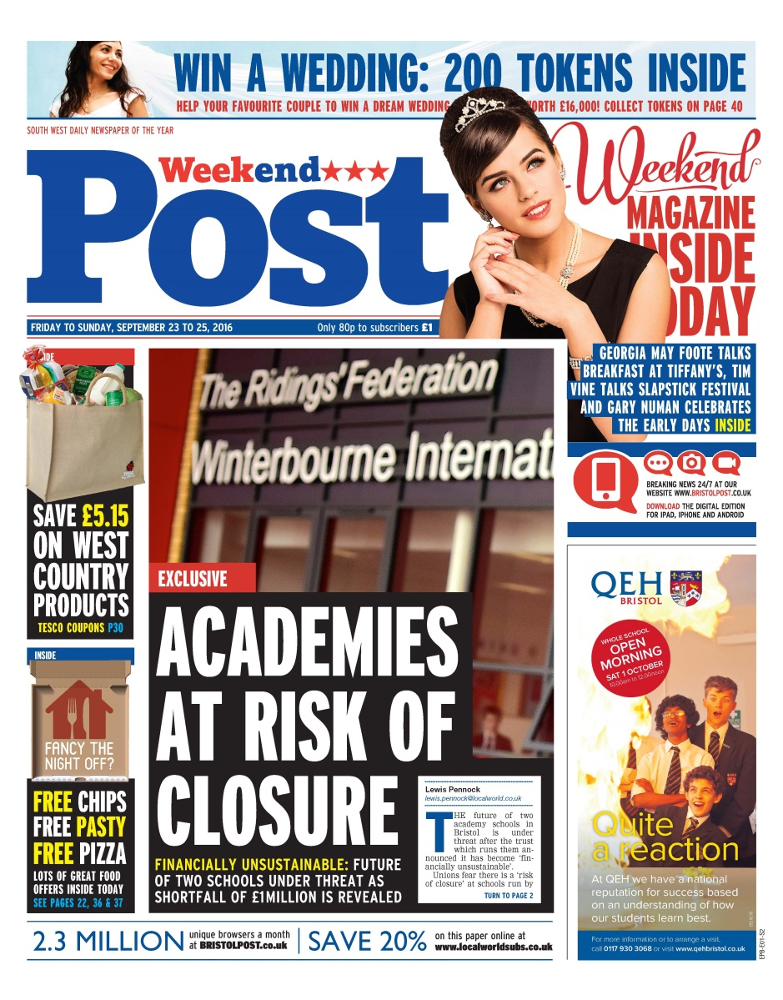 WIN A WEDDING: 200 TOKENS INSIDE
HELP YOUR FAVOURITE COUPLE TO WIN A DREAM WEDDING ORTH £16,000! COLLECT TOKENS ON PAGE 40
SOUTH WEST DAILY NEWSPAPER OF THE YEAR
Weekend
Post
Weekend
MAGAZINE
INSIDE
ODAY
FRIDAY TO SUNDAY, SEPTEMBER 23 TO 25, 2016
Only 80p to subscribers £1
GEORGIA MAY FOOTE TALKS
BREAKFAST AT TIFFANY'S, TIM
VINE TALKS SLAPSTICK FESTIVAL
AND GARY NUMAN CELEBRATES
THE EARLY DAYS INSIDE
BREAKING NEWS 24/7 AT OUR
WEBSITE WWW.BRISTOLPOST.CO.UK
DOWNLOAD THE DIGITAL EDITION
FOR IPAD, IPHONE AND ANDROID
IDE
SAVE £5.15
ON WEST
COUNTRY
PRODUCTS
TESCO COUPONS P30
INSIDE
FANCY THE
NIGHT OFF?
FREE CHIPS
FREE PASTY
FREE PIZZA
LOTS OF GREAT FOOD
OFFERS INSIDE TODAY
SEE PAGES 22, 36 & 37
The Ridings' Federation
Winterbourne Internat
EXCLUSIVE
ACADEMIES
AT RISK OF
CLOSURE
FINANCIALLY UNSUSTAINABLE: FUTURE
OF TWO SCHOOLS UNDER THREAT AS
SHORTFALL OF £1MILLION IS REVEALED
Lewis Pennock
lewis.pennock@localworld.co.uk
THE future of two
academy schools in
Bristol is under
threat after the trust
which runs them an-
nounced it has become 'fin-
ancially unsustainable'.
Unions fear there is a 'risk
of closure' at schools run by
TURN TO PAGE 2
QEH
BRISTOL
WHOLE SCHOOL
OPEN
MORNING
SAT 1 OCTOBER
10.00am to 12.00noon
Quite
a reaction
At QEH we have a national
reputation for success based
on an understanding of how
our students learn best.
For more information or to arrange a visit,
call 0117 930 3068 or visit www.qehbristol.co.uk
2.3 MILLION unique browsers a month
at BRISTOLPOST.co.uk
SAVE 20% on this paper online at
www.localworldsubs.co.uk
EPB-E01-S2